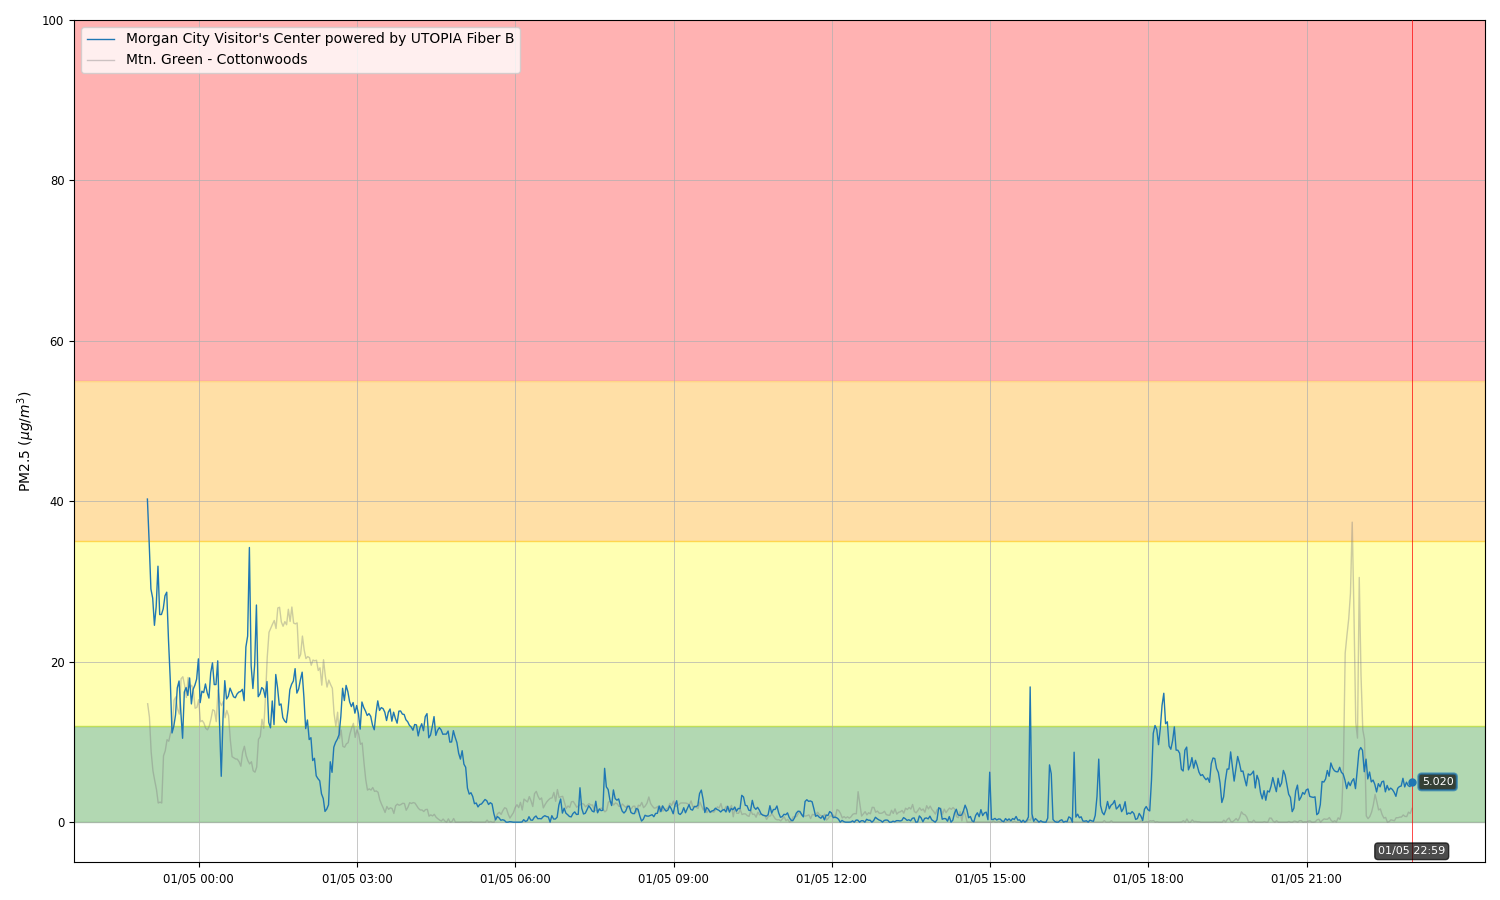 100
Morgan City Visitor's Center powered by UTOPIA Fiber B
Mtn. Green - Cottonwoods
80
60
PM2.5 (μg/m³)
40
20
5.020
0
01/05 22:59
01/05 00:00 01/05 03:00 01/05 06:00 01/05 09:00 01/05 12:00 01/05 15:00 01/05 18:00 01/05 21:00